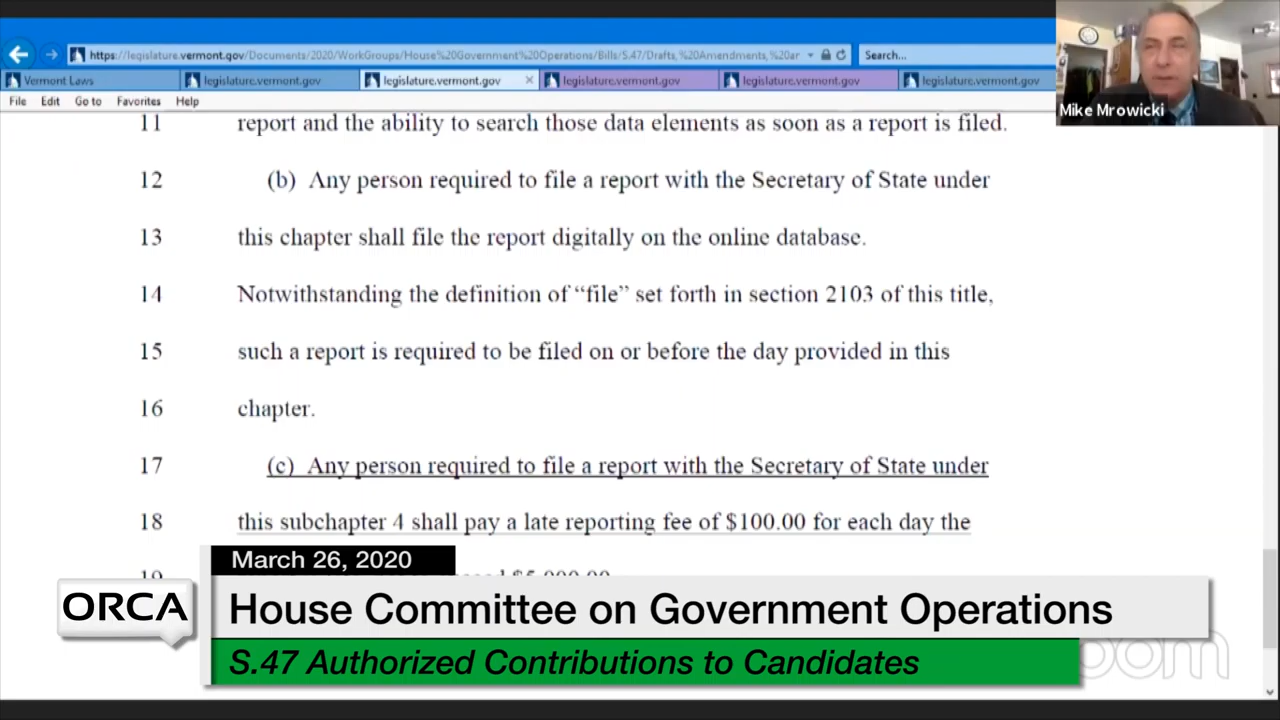 https://legislature.vermont.gov/Documents/2020/WorkGroups/House%20Government%20Operations/Bills/S.47/Drafts,%20Amendments,%20ar
Search...
Vermont Laws
legislature.vermont.gov
legislature.vermont.gov
legislature.vermont.gov
legislature.vermont.gov
legislature.vermont.gov
File Edit Go to Favorites Help
Mike Mrowicki
11 report and the ability to search those data elements as soon as a report is filed.
12 (b) Any person required to file a report with the Secretary of State under
13 this chapter shall file the report digitally on the online database.
14 Notwithstanding the definition of “file” set forth in section 2103 of this title,
15 such a report is required to be filed on or before the day provided in this
16 chapter.
17 (c) Any person required to file a report with the Secretary of State under
18 this subchapter 4 shall pay a late reporting fee of $100.00 for each day the
19 $5,000.00
March 26, 2020
ORCA
House Committee on Government Operations
S.47 Authorized Contributions to Candidates